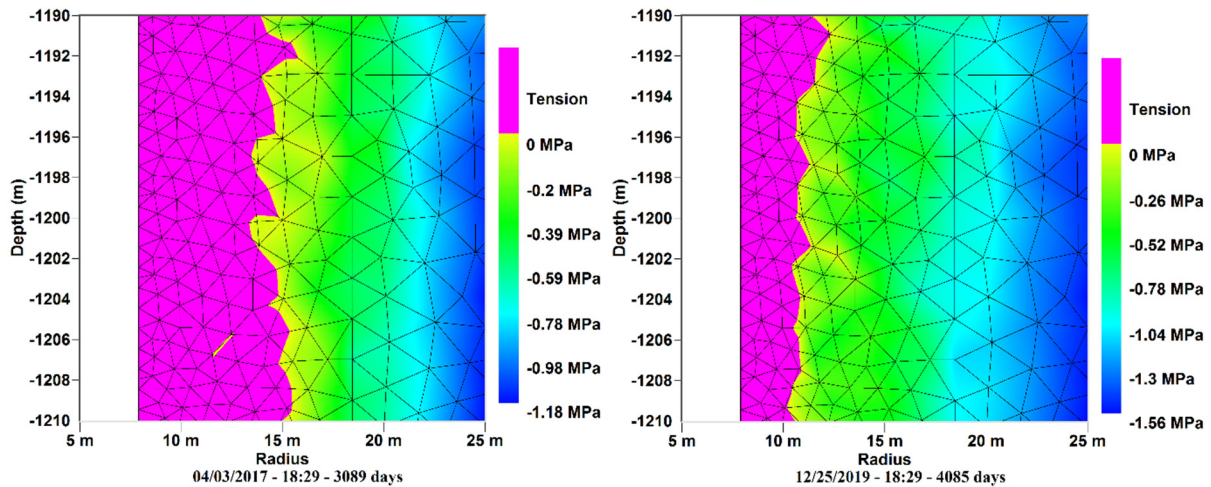 -1190
-1192
-1194
-1196
-1198
-1200
-1202
-1204
-1206
-1208
-1210
Depth (m)
5 m 10 m 15 m 20 m 25 m
Radius
04/03/2017 - 18:29 - 3089 days
Tension
0 MPa
-0.2 MPa
-0.39 MPa
-0.59 MPa
-0.78 MPa
-0.98 MPa
-1.18 MPa
-1190
-1192
-1194
-1196
-1198
-1200
-1202
-1204
-1206
-1208
-1210
Depth (m)
5 m 10 m 15 m 20 m 25 m
Radius
12/25/2019 - 18:29 - 4085 days
Tension
0 MPa
-0.26 MPa
-0.52 MPa
-0.78 MPa
-1.04 MPa
-1.3 MPa
-1.56 MPa